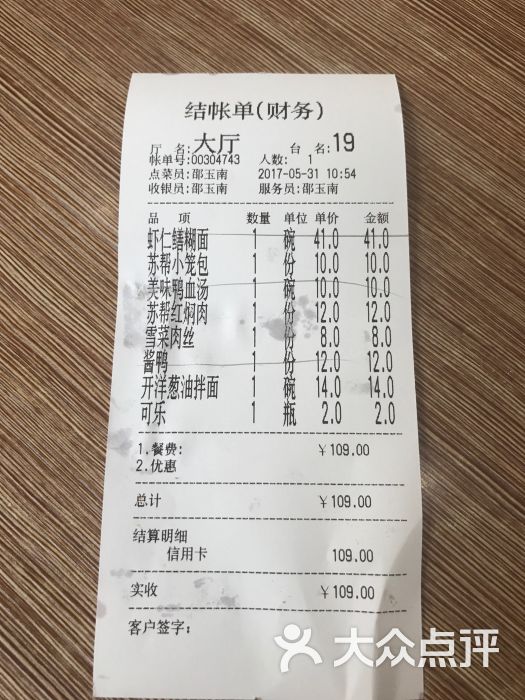 结帐单(财务)
厅 名:大厅 台 名:19
帐单号:00304743 人数: 1
点菜员:邵玉南 2017-05-31 10:54
收银员:邵玉南 服务员:邵玉南
品 项 数量 单位 单价 金额
虾仁鳝糊面 1 碗 41.0 41.0
苏帮小笼包 1 份 10.0 10.0
美味鸭血汤 1 碗 10.0 10.0
苏帮红焖肉 1 份 12.0 12.0
雪菜肉丝 1 份 8.0 8.0
酱鸭 1 份 12.0 12.0
开洋葱油拌面 1 碗 14.0 14.0
可乐 1 瓶 2.0 2.0
1.餐费: ￥109.00
2.优惠
总计 ￥109.00
结算明细
信用卡 109.00
实收 ￥109.00
客户签字:
大众点评